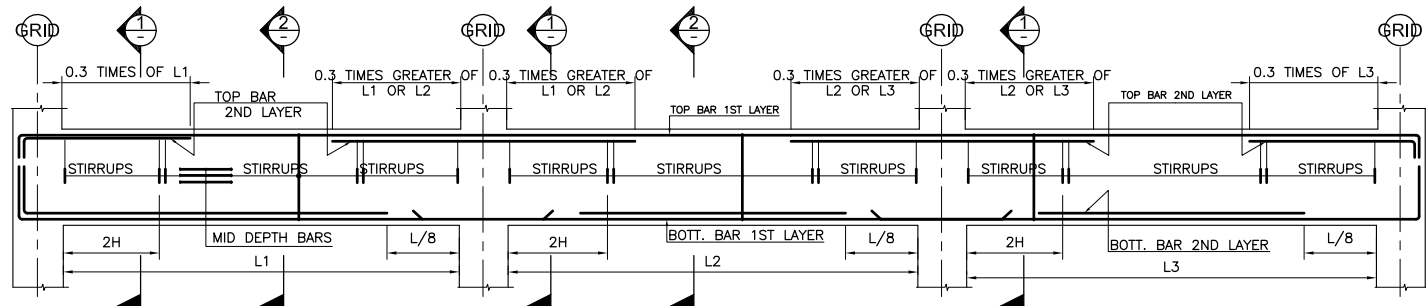 1
-
2
-
1
-
2
-
1
-
GRID
GRID
GRID
GRID
0.3 TIMES OF L1
0.3 TIMES GREATER OF
L1 OR L2
0.3 TIMES GREATER OF
L1 OR L2
0.3 TIMES GREATER OF
L2 OR L3
0.3 TIMES GREATER OF
L2 OR L3
0.3 TIMES OF L3
TOP BAR
2ND LAYER
TOP BAR 1ST LAYER
TOP BAR 2ND LAYER
STIRRUPS
STIRRUPS
STIRRUPS
STIRRUPS
STIRRUPS
STIRRUPS
STIRRUPS
STIRRUPS
STIRRUPS
2H
MID DEPTH BARS
L/8
2H
BOTT. BAR 1ST LAYER
L/8
2H
BOTT. BAR 2ND LAYER
L/8
L1
L2
L3